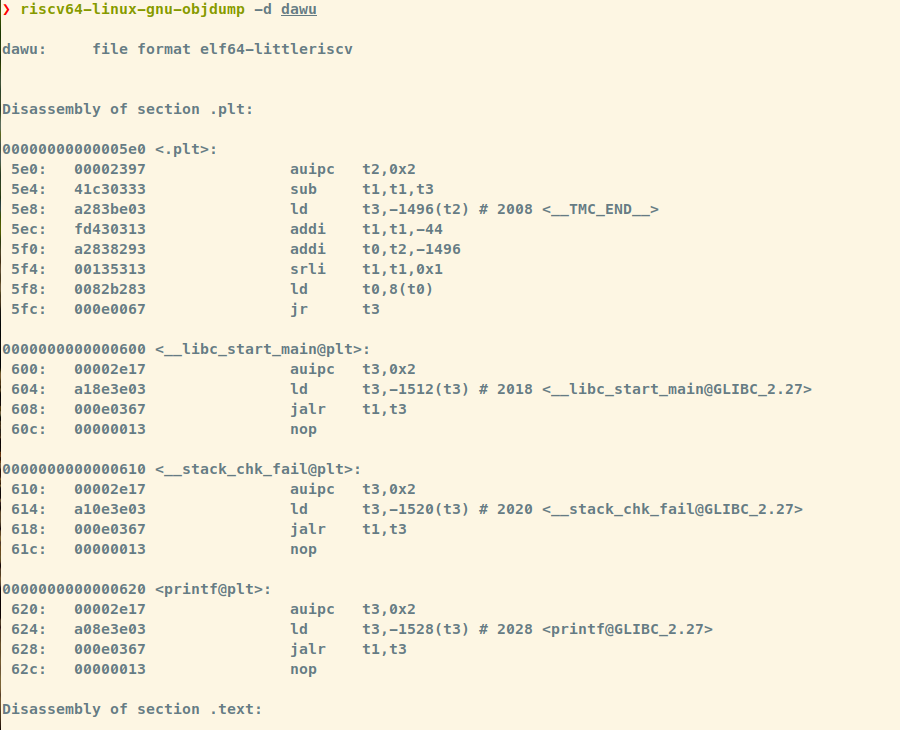 ❯ riscv64-linux-gnu-objdump -d dawu
dawu:     file format elf64-littleriscv
Disassembly of section .plt:
00000000000005e0 <.plt>:
 5e0:	00002397          	auipc	t2,0x2
 5e4:	41c30333          	sub	t1,t1,t3
 5e8:	a283be03          	ld	t3,-1496(t2) # 2008 <__TMC_END__>
 5ec:	fd430313          	addi	t1,t1,-44
 5f0:	a2838293          	addi	t0,t2,-1496
 5f4:	00135313          	srli	t1,t1,0x1
 5f8:	0082b283          	ld	t0,8(t0)
 5fc:	000e0067          	jr	t3
0000000000000600 <__libc_start_main@plt>:
 600:	00002e17          	auipc	t3,0x2
 604:	a18e3e03          	ld	t3,-1512(t3) # 2018 <__libc_start_main@GLIBC_2.27>
 608:	000e0367          	jalr	t1,t3
 60c:	00000013          	nop
0000000000000610 <__stack_chk_fail@plt>:
 610:	00002e17          	auipc	t3,0x2
 614:	a10e3e03          	ld	t3,-1520(t3) # 2020 <__stack_chk_fail@GLIBC_2.27>
 618:	000e0367          	jalr	t1,t3
 61c:	00000013          	nop
0000000000000620 <printf@plt>:
 620:	00002e17          	auipc	t3,0x2
 624:	a08e3e03          	ld	t3,-1528(t3) # 2028 <printf@GLIBC_2.27>
 628:	000e0367          	jalr	t1,t3
 62c:	00000013          	nop
Disassembly of section .text: